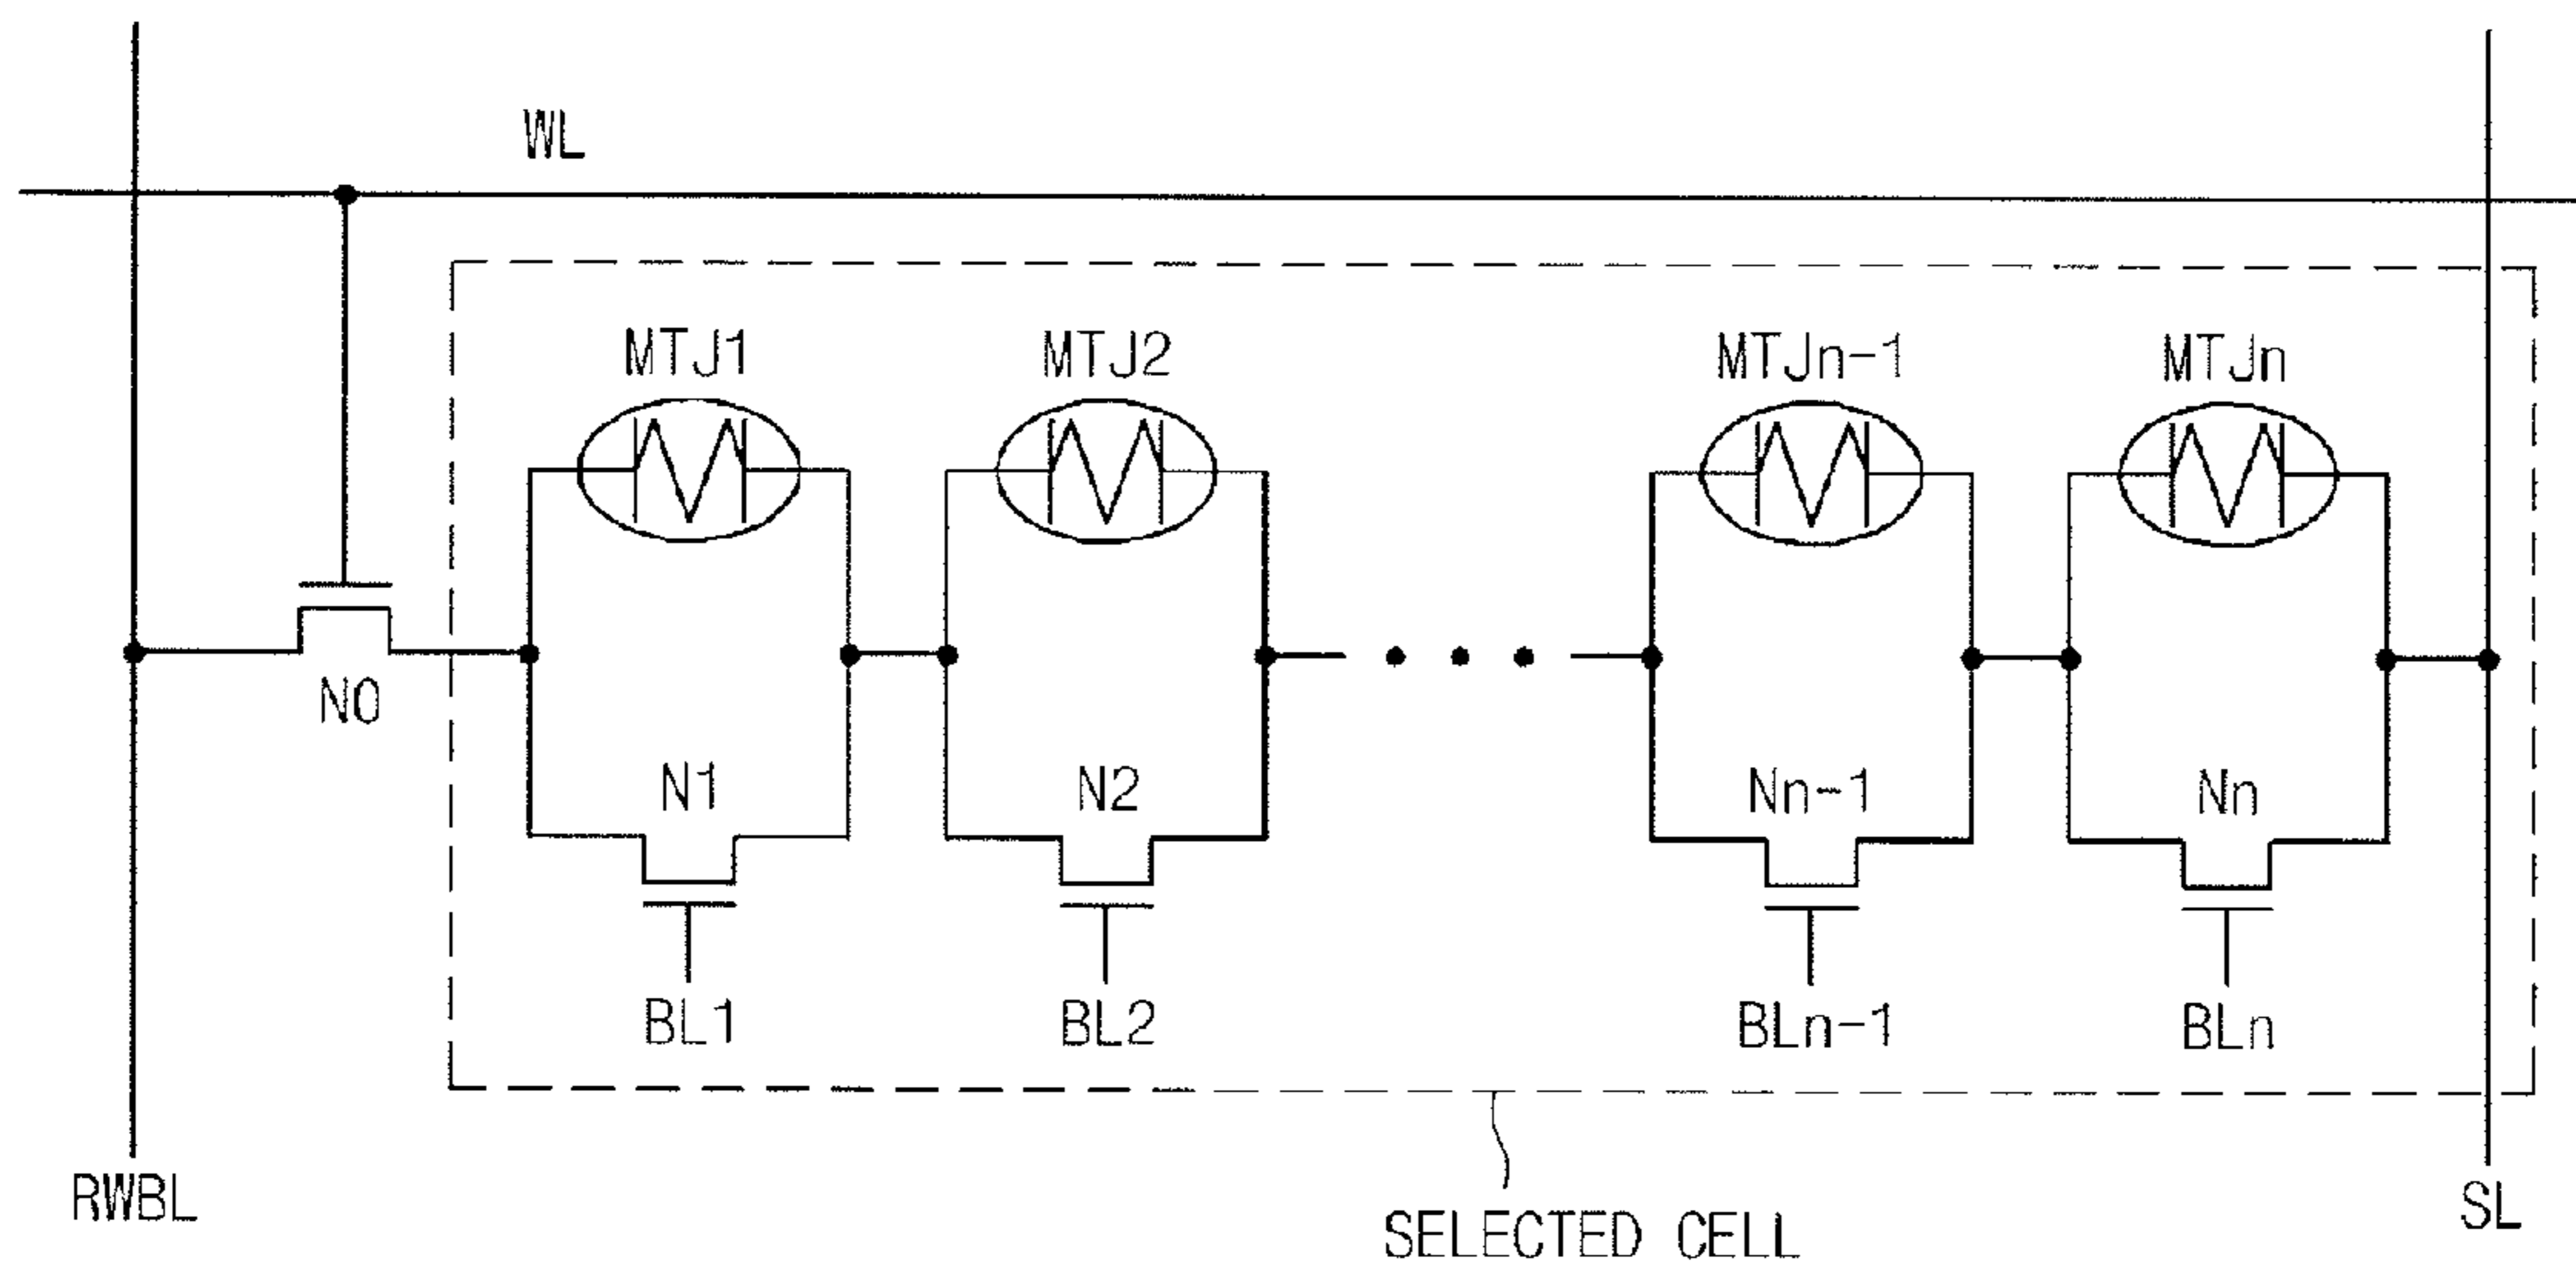 WL
MTJ1
MTJ2
MTJn-1
MTJn
N0
N1
N2
Nn-1
Nn
BL1
BL2
BLn-1
BLn
RWBL
SELECTED CELL
SL